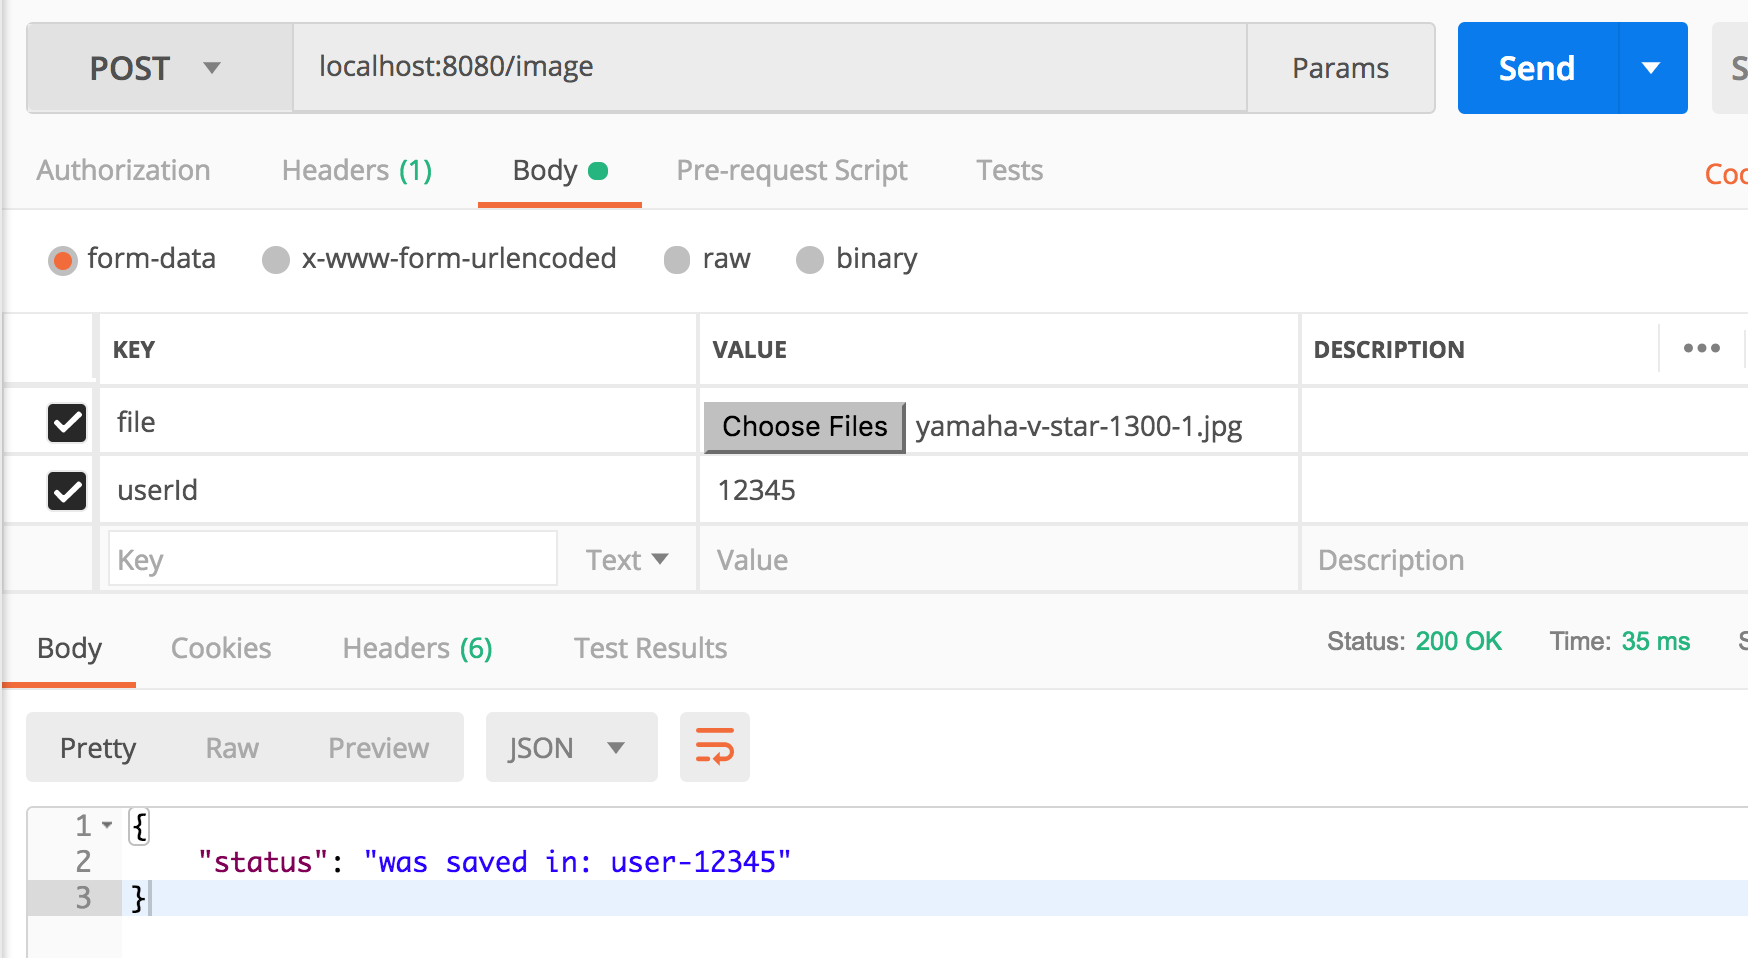 POST localhost:8080/image Params Send S
Authorization Headers (1) Body Pre-request Script Tests Coo
form-data x-www-form-urlencoded raw binary
KEY VALUE DESCRIPTION
file Choose Files yamaha-v-star-1300-1.jpg
userId 12345
Key Text Value Description
Body Cookies Headers (6) Test Results Status: 200 OK Time: 35 ms S
Pretty Raw Preview JSON
1 {
2 "status": "was saved in: user-12345"
3 }